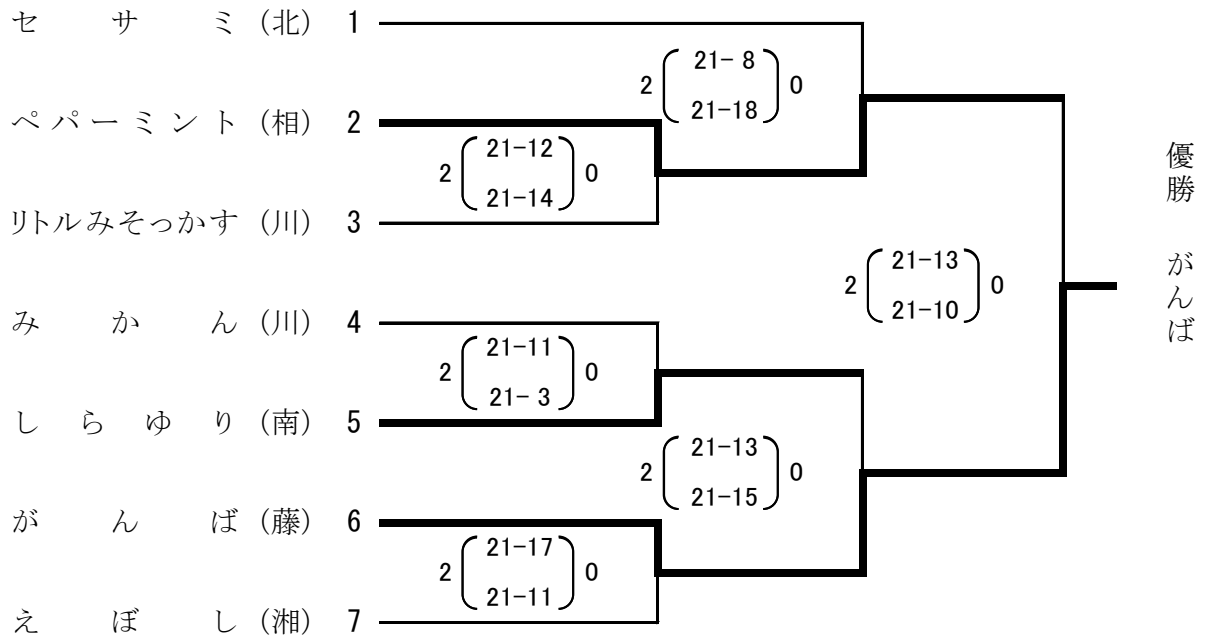 セサミ（北） 1
21- 8
2 0
21-18
ペパーミント（相） 2
21-12
2 0
21-14
リトルみそっかす（川） 3
21-13
2 0
21-10
みかん（川） 4
21-11
2 0
21- 3
しらゆり（南） 5
21-13
2 0
21-15
がんば（藤） 6
21-17
2 0
21-11
えぼし（湘） 7
優勝 がんば